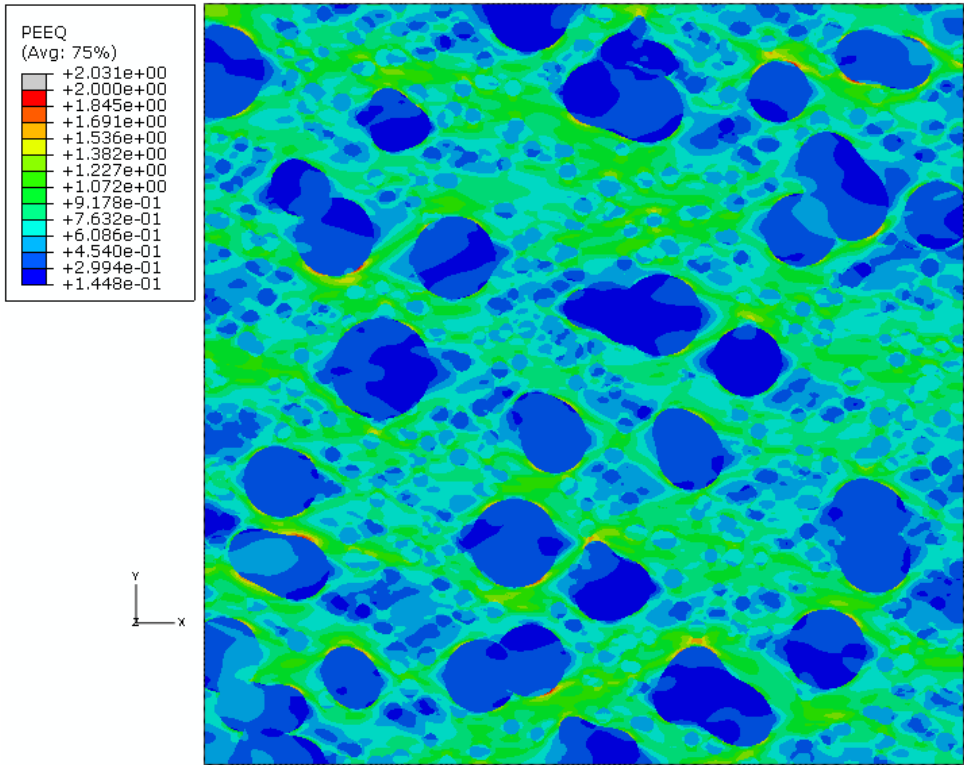 PEEQ
(Avg: 75%)
+2.031e+00
+2.000e+00
+1.845e+00
+1.691e+00
+1.536e+00
+1.382e+00
+1.227e+00
+1.072e+00
+9.178e-01
+7.632e-01
+6.086e-01
+4.540e-01
+2.994e-01
+1.448e-01
Y
Z X